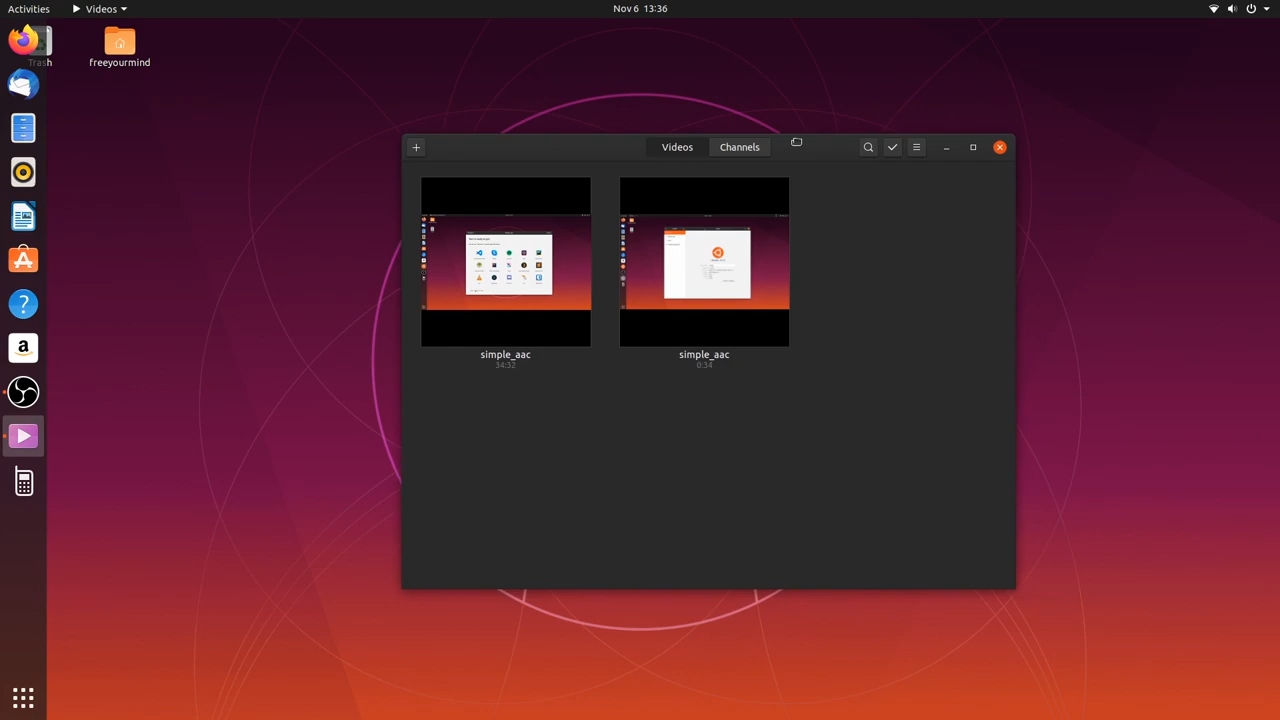 Activities
Videos
Nov 6 13:36
Trash
freeyourmind
Videos
Channels
simple_aac
34:32
simple_aac
0:34